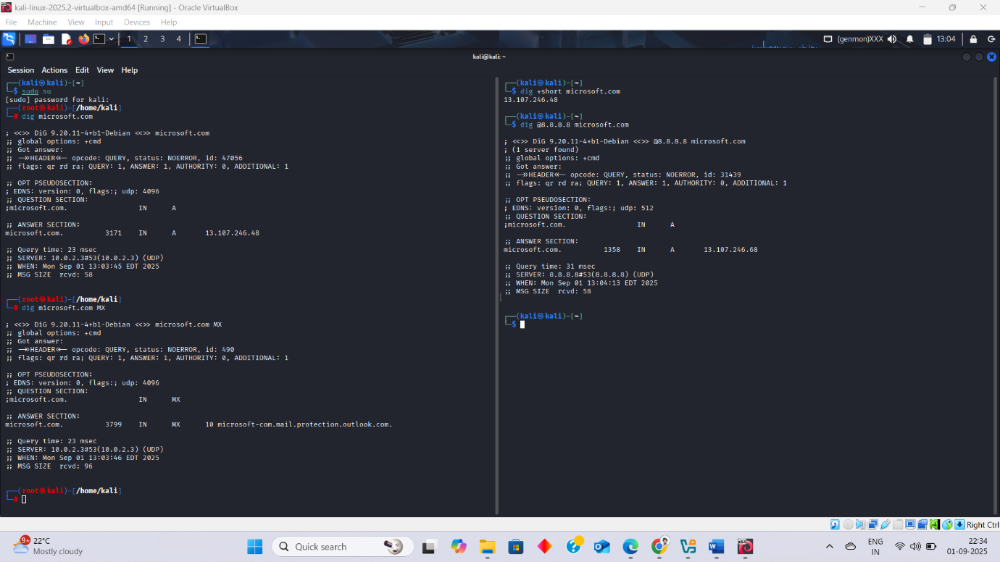 kali-linux-2025.2-virtualbox-amd64 [Running] - Oracle VirtualBox
File Machine View Input Devices Help
1 2 3 4 (genmon)XXX 13:04
kali@kali: ~
Session Actions Edit View Help
┌──(kali㉿kali)-[~]
└─$ sudo su
[sudo] password for kali:
┌──(root㉿kali)-[/home/kali]
└─# dig microsoft.com
; <<>> DiG 9.20.11-4+b1-Debian <<>> microsoft.com
;; global options: +cmd
;; Got answer:
;; ->>HEADER<<- opcode: QUERY, status: NOERROR, id: 47056
;; flags: qr rd ra; QUERY: 1, ANSWER: 1, AUTHORITY: 0, ADDITIONAL: 1
;; OPT PSEUDOSECTION:
; EDNS: version: 0, flags:; udp: 4096
;; QUESTION SECTION:
;microsoft.com. IN A
;; ANSWER SECTION:
microsoft.com. 3171 IN A 13.107.246.48
;; Query time: 23 msec
;; SERVER: 10.0.2.3#53(10.0.2.3) (UDP)
;; WHEN: Mon Sep 01 13:03:45 EDT 2025
;; MSG SIZE rcvd: 58
┌──(root㉿kali)-[/home/kali]
└─# dig microsoft.com MX
; <<>> DiG 9.20.11-4+b1-Debian <<>> microsoft.com MX
;; global options: +cmd
;; Got answer:
;; ->>HEADER<<- opcode: QUERY, status: NOERROR, id: 490
;; flags: qr rd ra; QUERY: 1, ANSWER: 1, AUTHORITY: 0, ADDITIONAL: 1
;; OPT PSEUDOSECTION:
; EDNS: version: 0, flags:; udp: 4096
;; QUESTION SECTION:
;microsoft.com. IN MX
;; ANSWER SECTION:
microsoft.com. 3799 IN MX 10 microsoft-com.mail.protection.outlook.com.
;; Query time: 23 msec
;; SERVER: 10.0.2.3#53(10.0.2.3) (UDP)
;; WHEN: Mon Sep 01 13:03:46 EDT 2025
;; MSG SIZE rcvd: 96
┌──(root㉿kali)-[/home/kali]
└─#
┌──(kali㉿kali)-[~]
└─$ dig +short microsoft.com
13.107.246.48
┌──(kali㉿kali)-[~]
└─$ dig @8.8.8.8 microsoft.com
; <<>> DiG 9.20.11-4+b1-Debian <<>> @8.8.8.8 microsoft.com
; (1 server found)
;; global options: +cmd
;; Got answer:
;; ->>HEADER<<- opcode: QUERY, status: NOERROR, id: 31439
;; flags: qr rd ra; QUERY: 1, ANSWER: 1, AUTHORITY: 0, ADDITIONAL: 1
;; OPT PSEUDOSECTION:
; EDNS: version: 0, flags:; udp: 512
;; QUESTION SECTION:
;microsoft.com. IN A
;; ANSWER SECTION:
microsoft.com. 1358 IN A 13.107.246.68
;; Query time: 31 msec
;; SERVER: 8.8.8.8#53(8.8.8.8) (UDP)
;; WHEN: Mon Sep 01 13:04:13 EDT 2025
;; MSG SIZE rcvd: 58
┌──(kali㉿kali)-[~]
└─$
Right Ctrl
9+ 22°C
Mostly cloudy
Quick search
ENG
IN
22:34
01-09-2025